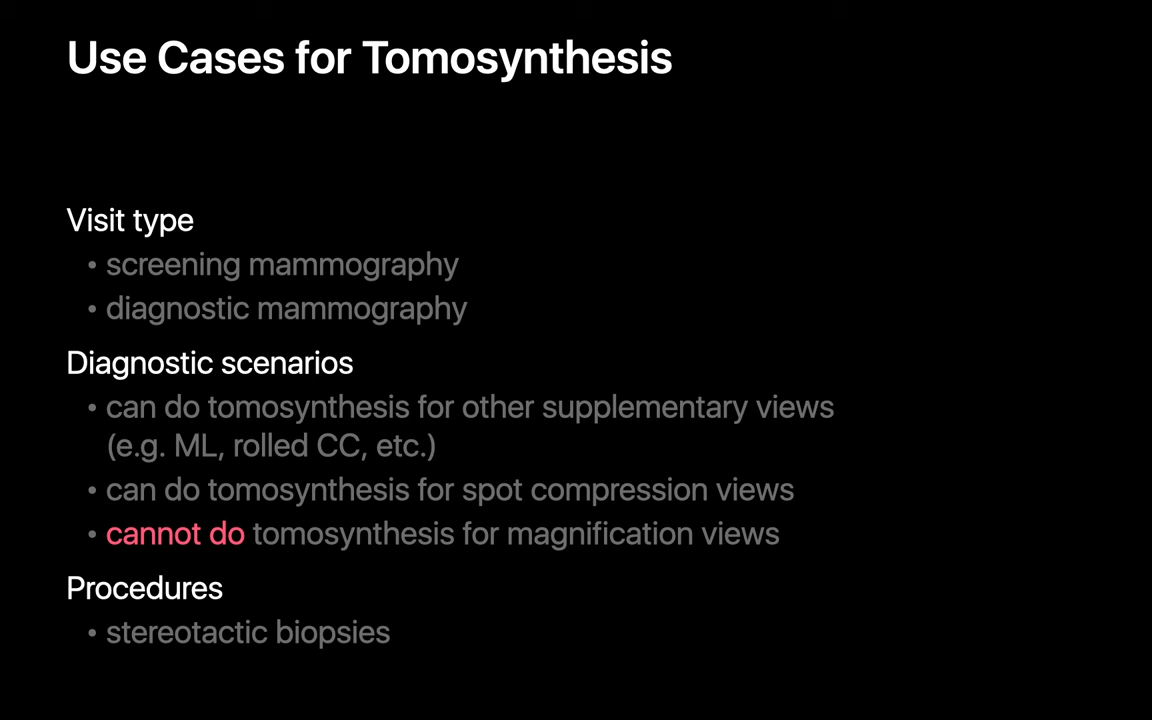 Use Cases for Tomosynthesis
Visit type
• screening mammography
• diagnostic mammography
Diagnostic scenarios
• can do tomosynthesis for other supplementary views
(e.g. ML, rolled CC, etc.)
• can do tomosynthesis for spot compression views
• cannot do tomosynthesis for magnification views
Procedures
• stereotactic biopsies